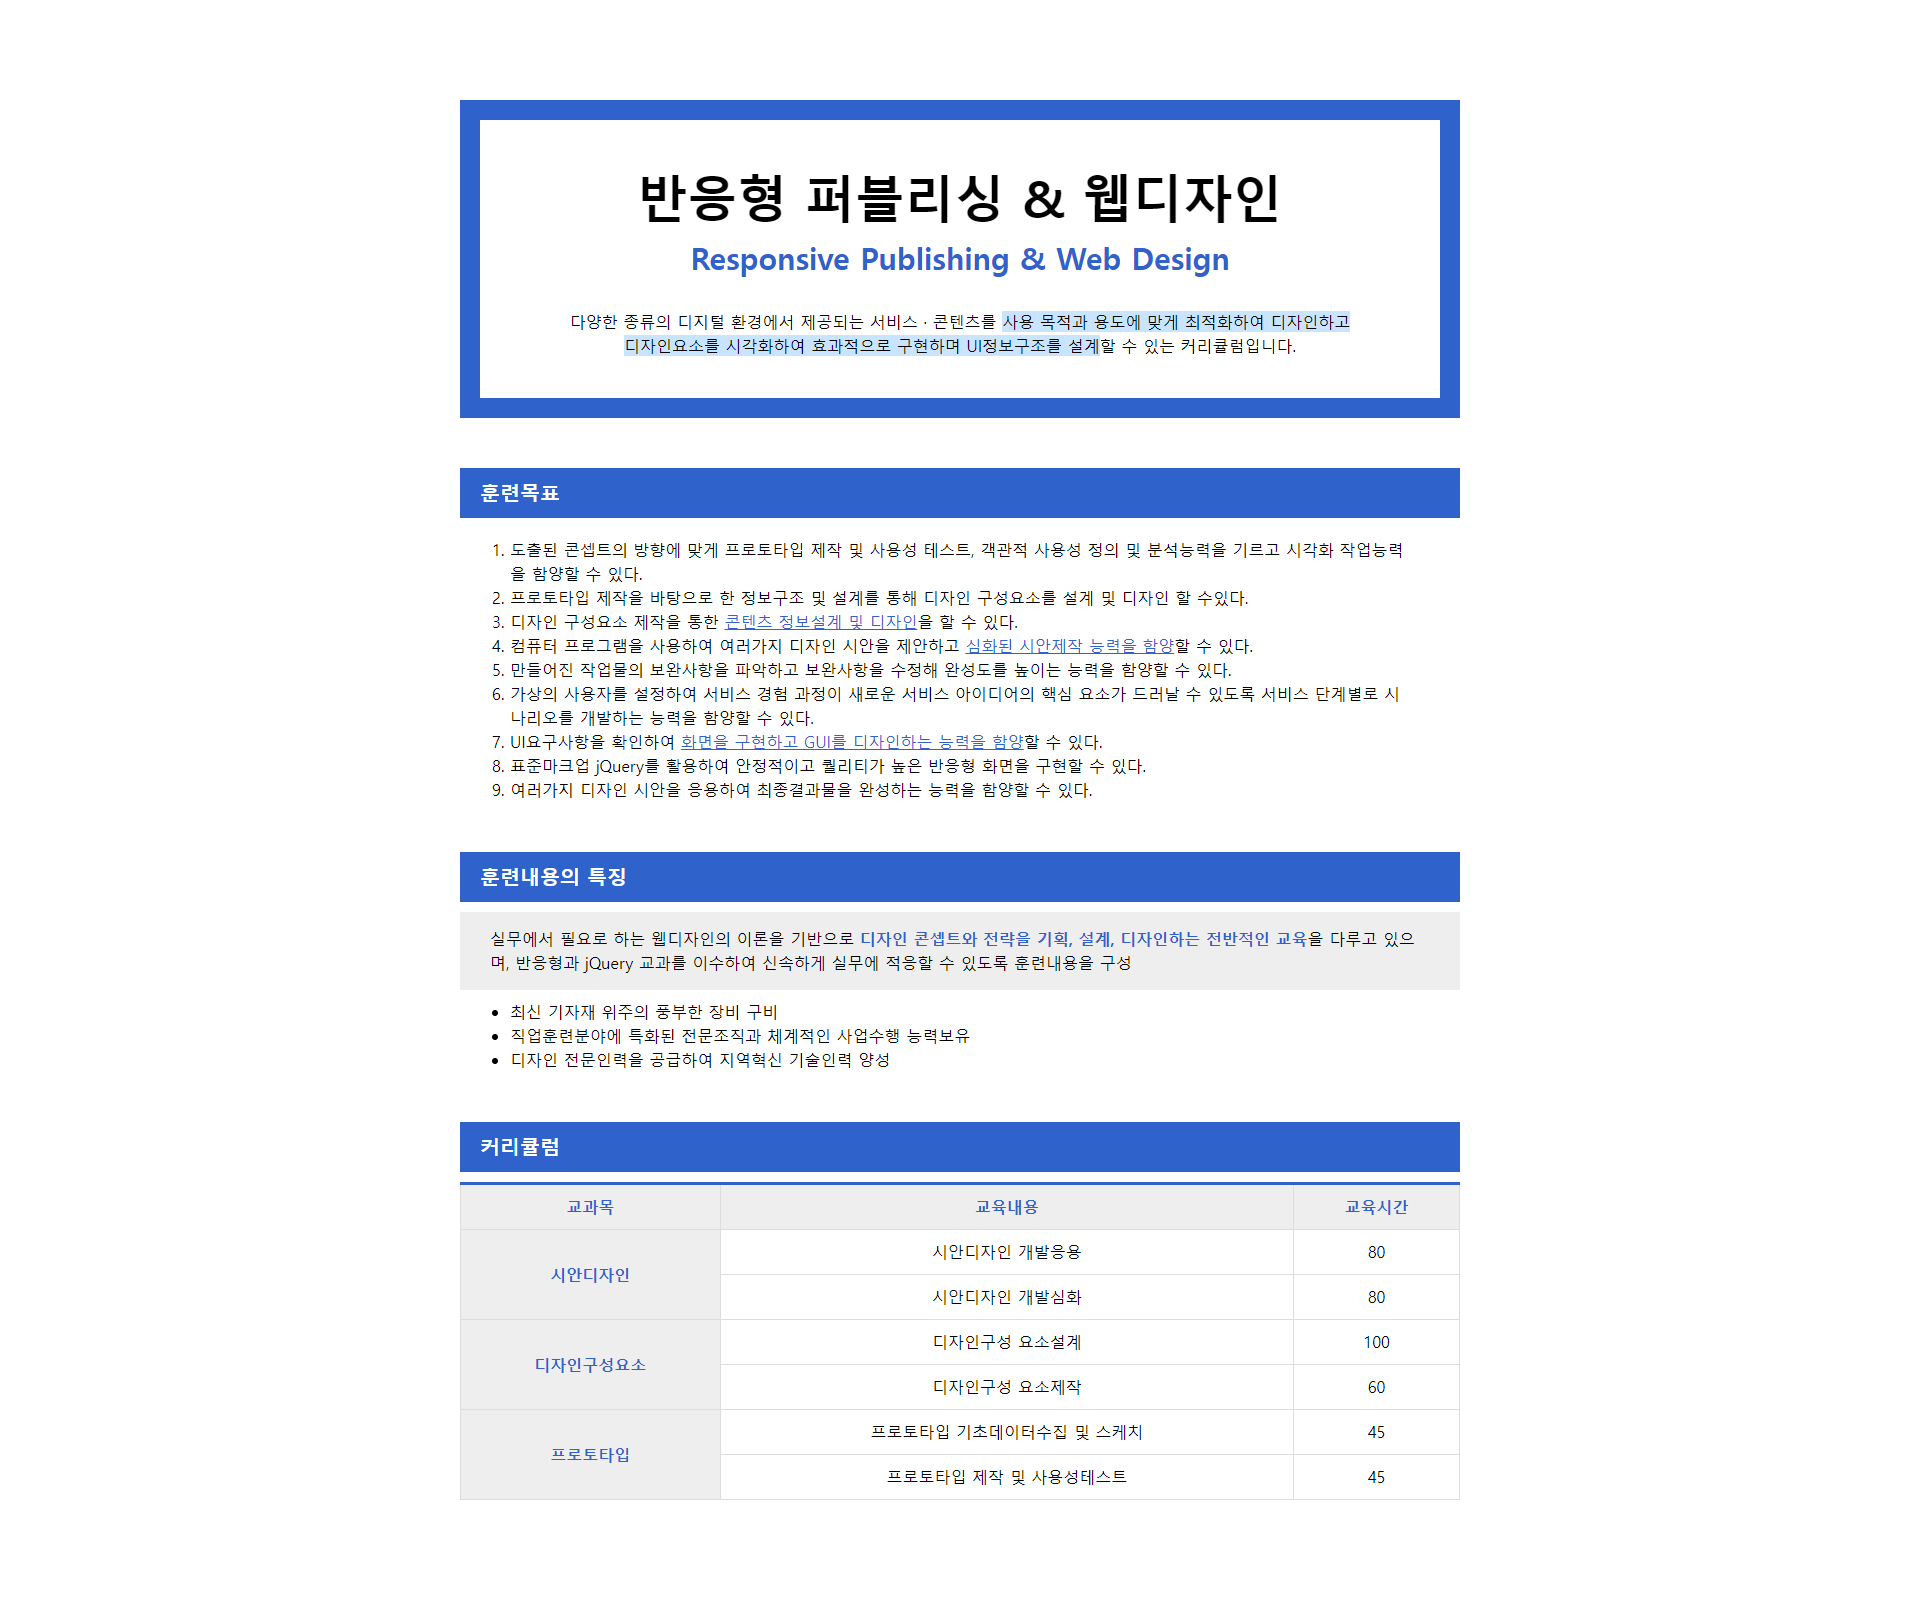 반응형 퍼블리싱 & 웹디자인
Responsive Publishing & Web Design
다양한 종류의 디지털 환경에서 제공되는 서비스 · 콘텐츠를 사용 목적과 용도에 맞게 최적화하여 디자인하고
디자인요소를 시각화하여 효과적으로 구현하며 UI정보구조를 설계할 수 있는 커리큘럼입니다.
훈련목표
1. 도출된 콘셉트의 방향에 맞게 프로토타입 제작 및 사용성 테스트, 객관적 사용성 정의 및 분석능력을 기르고 시각화 작업능력
을 함양할 수 있다.
2. 프로토타입 제작을 바탕으로 한 정보구조 및 설계를 통해 디자인 구성요소를 설계 및 디자인 할 수있다.
3. 디자인 구성요소 제작을 통한 콘텐츠 정보설계 및 디자인을 할 수 있다.
4. 컴퓨터 프로그램을 사용하여 여러가지 디자인 시안을 제안하고 심화된 시안제작 능력을 함양할 수 있다.
5. 만들어진 작업물의 보완사항을 파악하고 보완사항을 수정해 완성도를 높이는 능력을 함양할 수 있다.
6. 가상의 사용자를 설정하여 서비스 경험 과정이 새로운 서비스 아이디어의 핵심 요소가 드러날 수 있도록 서비스 단계별로 시
나리오를 개발하는 능력을 함양할 수 있다.
7. UI요구사항을 확인하여 화면을 구현하고 GUI를 디자인하는 능력을 함양할 수 있다.
8. 표준마크업 jQuery를 활용하여 안정적이고 퀄리티가 높은 반응형 화면을 구현할 수 있다.
9. 여러가지 디자인 시안을 응용하여 최종결과물을 완성하는 능력을 함양할 수 있다.
훈련내용의 특징
실무에서 필요로 하는 웹디자인의 이론을 기반으로 디자인 콘셉트와 전략을 기획, 설계, 디자인하는 전반적인 교육을 다루고 있으
며, 반응형과 jQuery 교과를 이수하여 신속하게 실무에 적응할 수 있도록 훈련내용을 구성
• 최신 기자재 위주의 풍부한 장비 구비
• 직업훈련분야에 특화된 전문조직과 체계적인 사업수행 능력보유
• 디자인 전문인력을 공급하여 지역혁신 기술인력 양성
커리큘럼
교과목 교육내용 교육시간
시안디자인 시안디자인 개발응용 80
시안디자인 개발심화 80
디자인구성요소 디자인구성 요소설계 100
디자인구성 요소제작 60
프로토타입 프로토타입 기초데이터수집 및 스케치 45
프로토타입 제작 및 사용성테스트 45